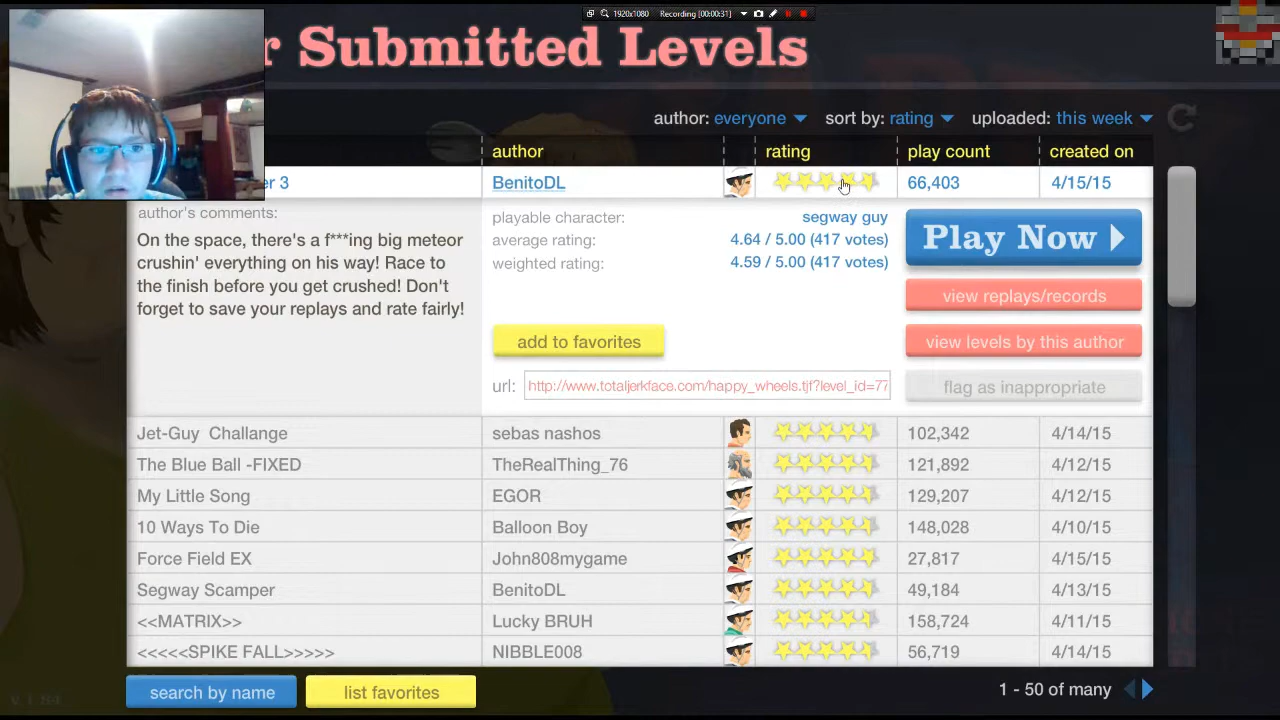 1920x1080 Recording [00:00:31]
r Submitted Levels
author: everyone sort by: rating uploaded: this week
author rating play count created on
er 3 BenitoDL 66,403 4/15/15
author's comments:
On the space, there's a f***ing big meteor
crushin' everything on his way! Race to
the finish before you get crushed! Don't
forget to save your replays and rate fairly!
playable character: segway guy
average rating: 4.64 / 5.00 (417 votes)
weighted rating: 4.59 / 5.00 (417 votes)
add to favorites
url: http://www.totaljerkface.com/happy_wheels.tjf?level_id=77
Play Now
view replays/records
view levels by this author
flag as inappropriate
Jet-Guy Challange sebas nashos 102,342 4/14/15
The Blue Ball -FIXED TheRealThing_76 121,892 4/12/15
My Little Song EGOR 129,207 4/12/15
10 Ways To Die Balloon Boy 148,028 4/10/15
Force Field EX John808mygame 27,817 4/15/15
Segway Scamper BenitoDL 49,184 4/13/15
<<MATRIX>> Lucky BRUH 158,724 4/11/15
<<<<<SPIKE FALL>>>>> NIBBLE008 56,719 4/14/15
search by name list favorites 1 - 50 of many